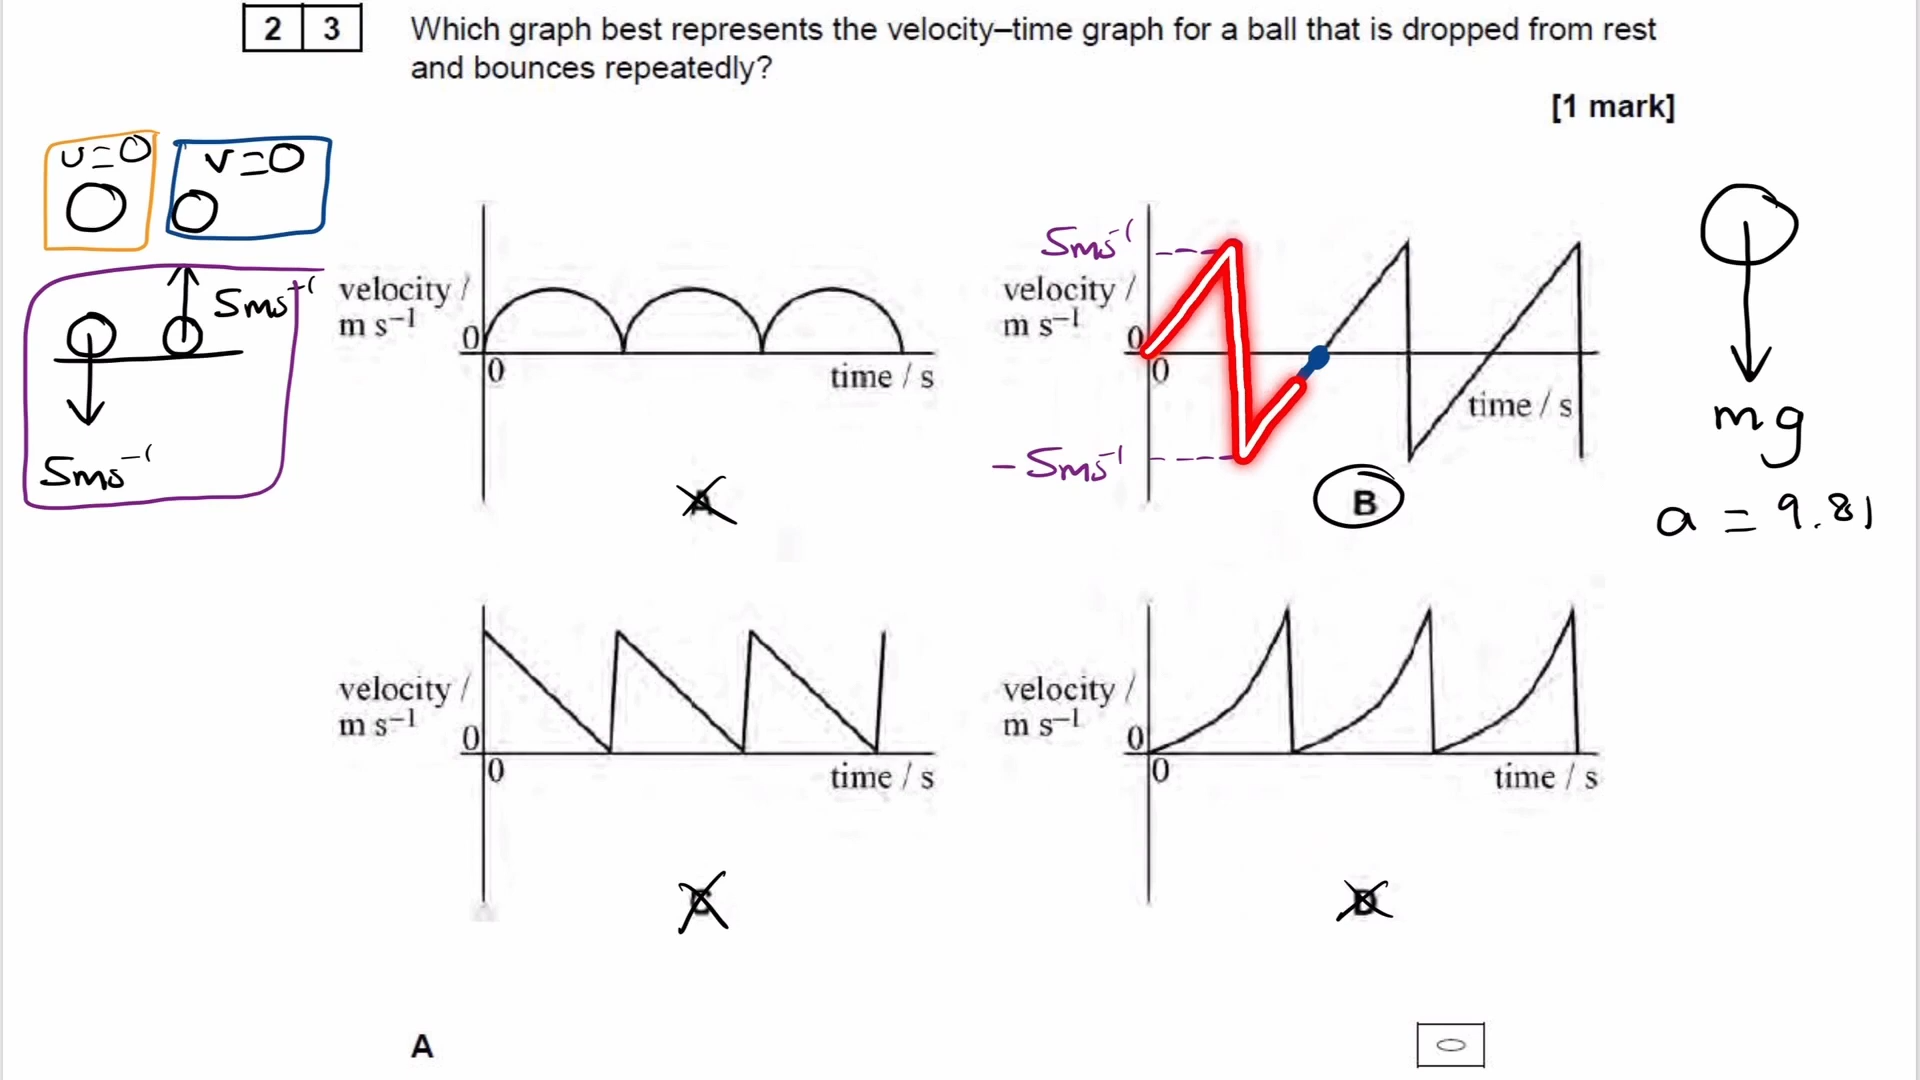 2 3
Which graph best represents the velocity–time graph for a ball that is dropped from rest
and bounces repeatedly?
[1 mark]
u=0
v=0
5ms⁻¹
5ms⁻¹
velocity /
m s⁻¹
0
0
time / s
A
5ms⁻¹
velocity /
m s⁻¹
0
0
time / s
-5ms⁻¹
B
mg
a = 9.81
velocity /
m s⁻¹
0
0
time / s
C
velocity /
m s⁻¹
0
0
time / s
D
A